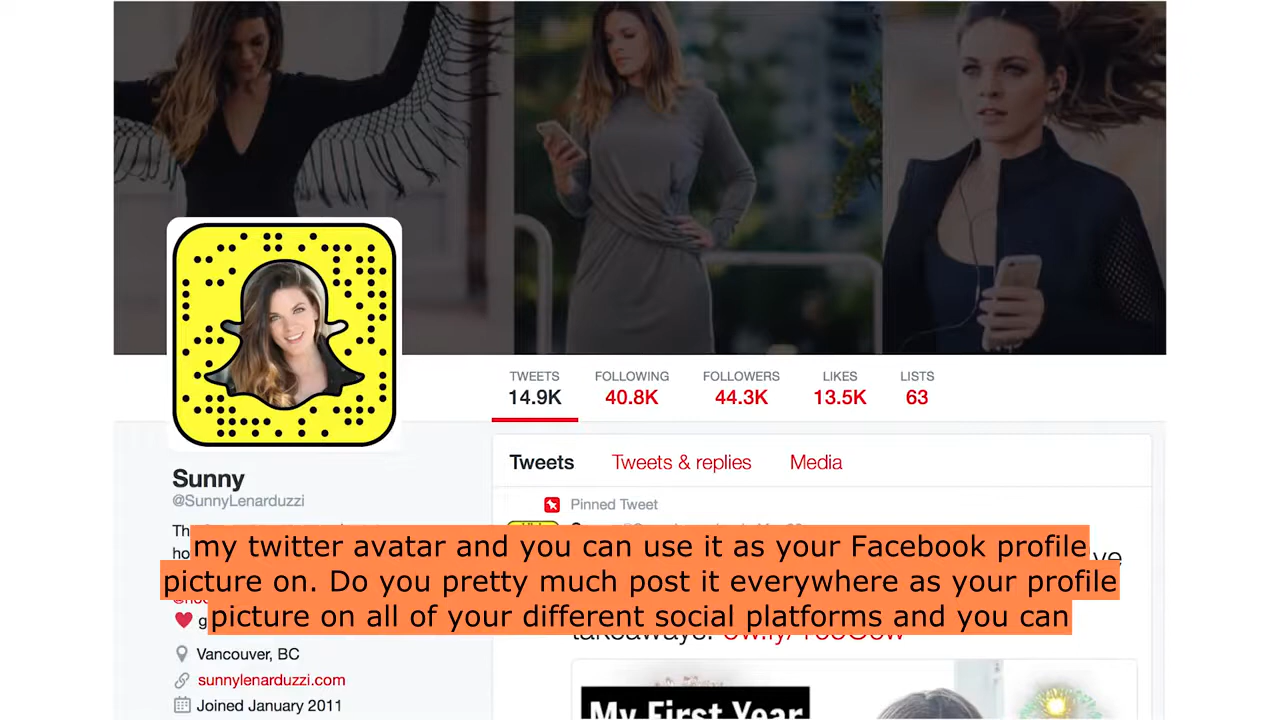 TWEETS FOLLOWING FOLLOWERS LIKES LISTS
14.9K 40.8K 44.3K 13.5K 63
Tweets Tweets & replies Media
Sunny
@SunnyLenarduzzi
Pinned Tweet
my twitter avatar and you can use it as your Facebook profile
picture on. Do you pretty much post it everywhere as your profile
picture on all of your different social platforms and you can
Vancouver, BC
sunnylenarduzzi.com
Joined January 2011
My First Year